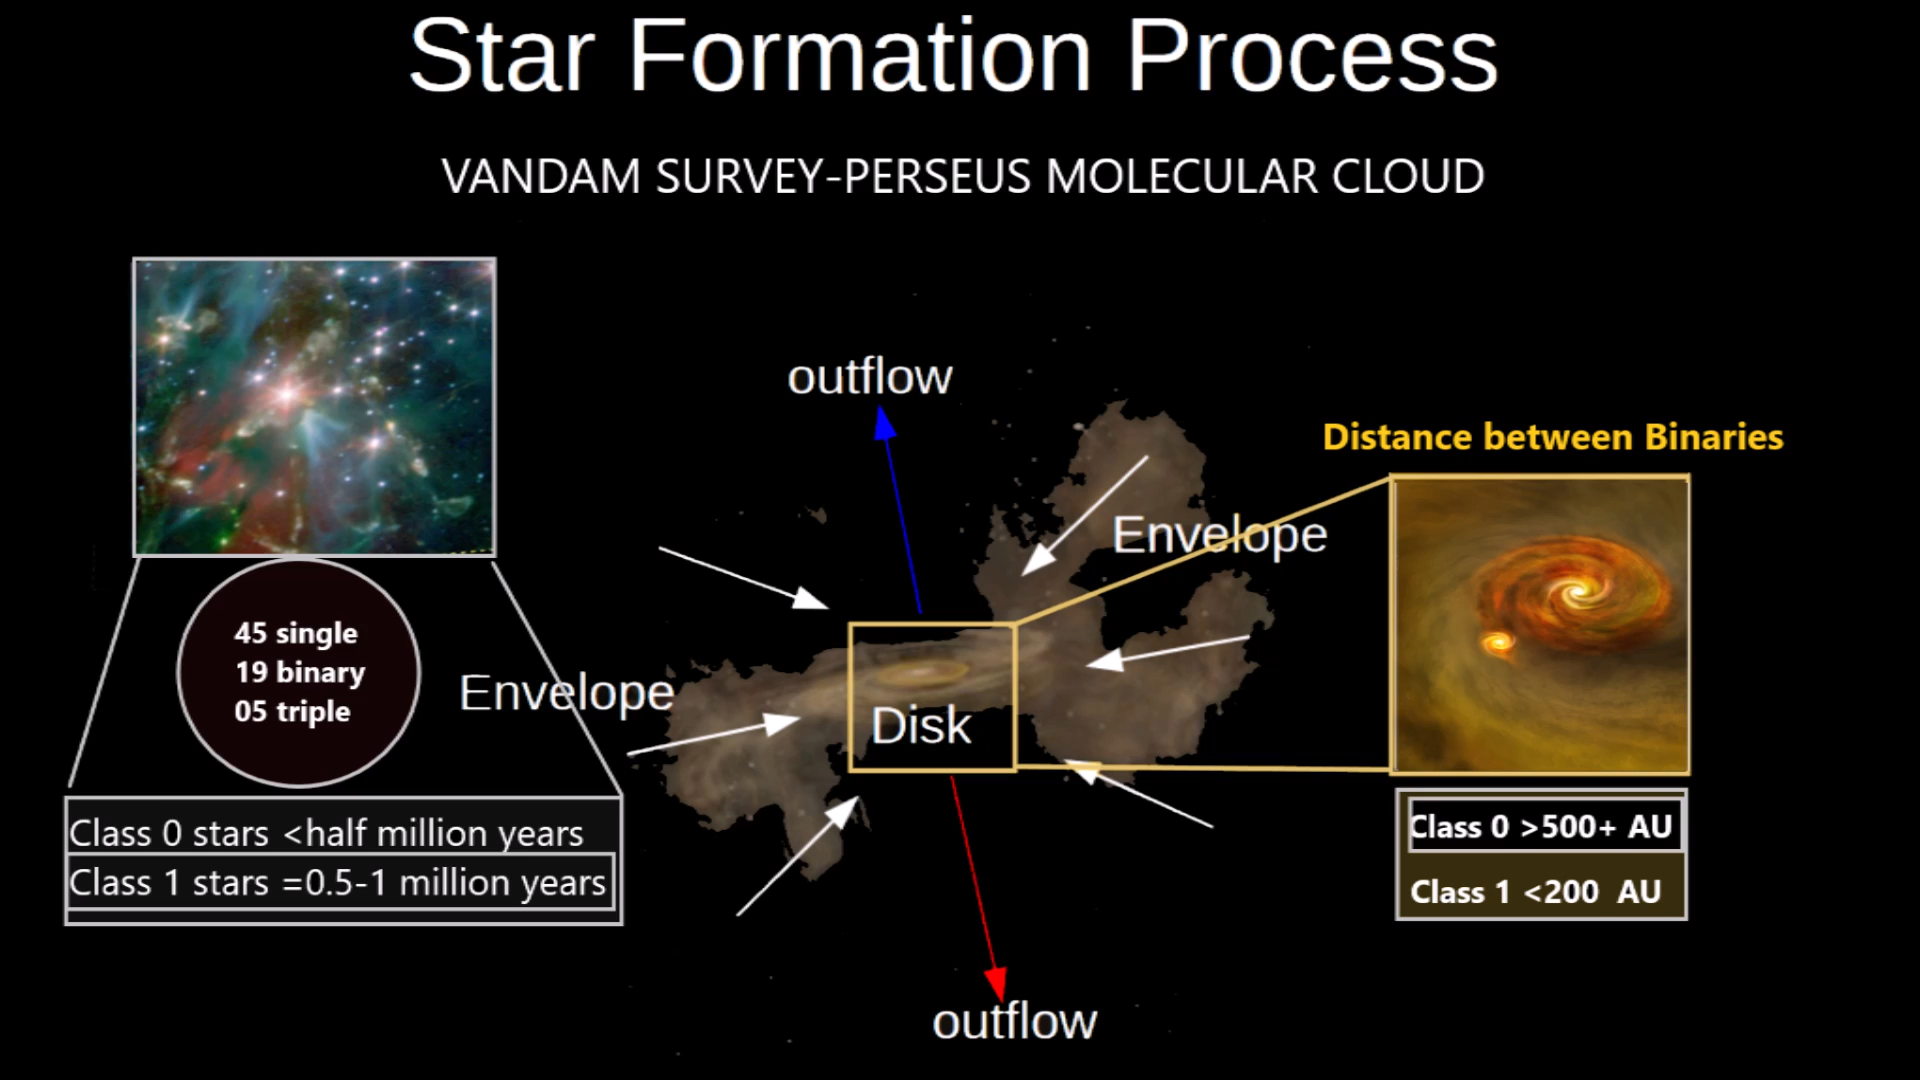 Star Formation Process
VANDAM SURVEY-PERSEUS MOLECULAR CLOUD
45 single
19 binary
05 triple
Class 0 stars <half million years
Class 1 stars =0.5-1 million years
outflow
Envelope
Envelope
Disk
outflow
Distance between Binaries
Class 0 >500+ AU
Class 1 <200 AU